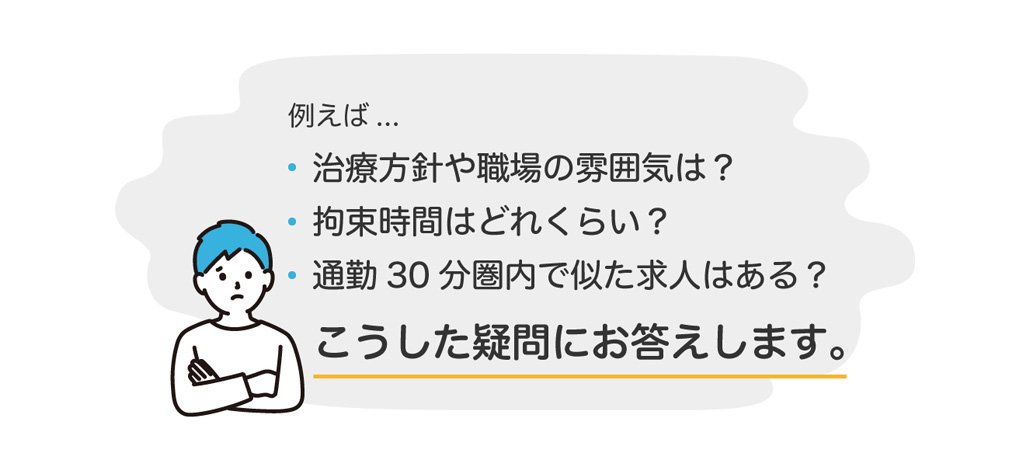 例えば ...
• 治療方針や職場の雰囲気は？
• 拘束時間はどれくらい？
• 通勤 30 分圏内で似た求人はある？
こうした疑問にお答えします。